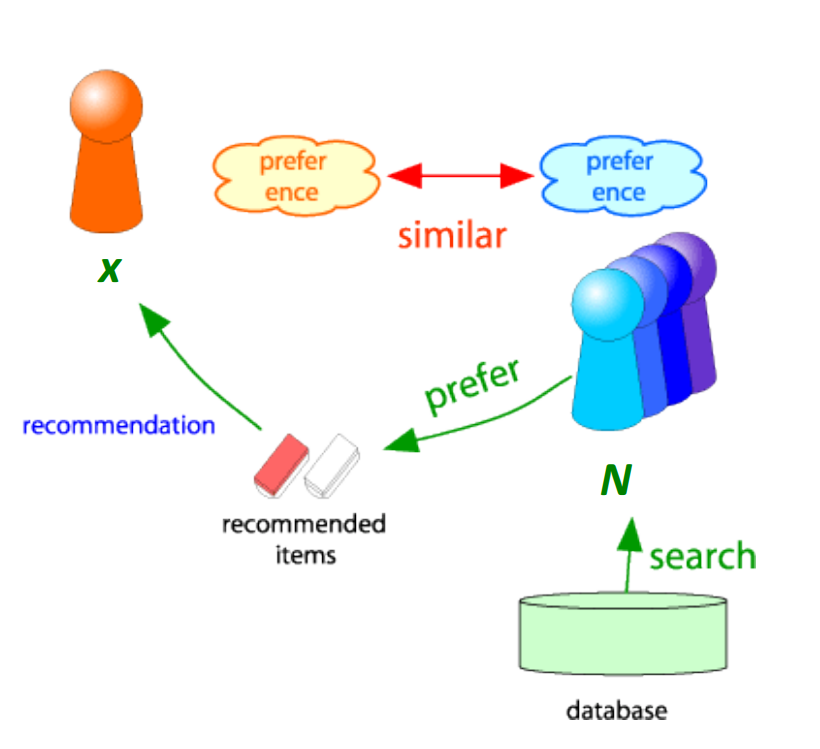 prefer
ence
prefer
ence
similar
x
prefer
recommendation
N
recommended
items
search
database